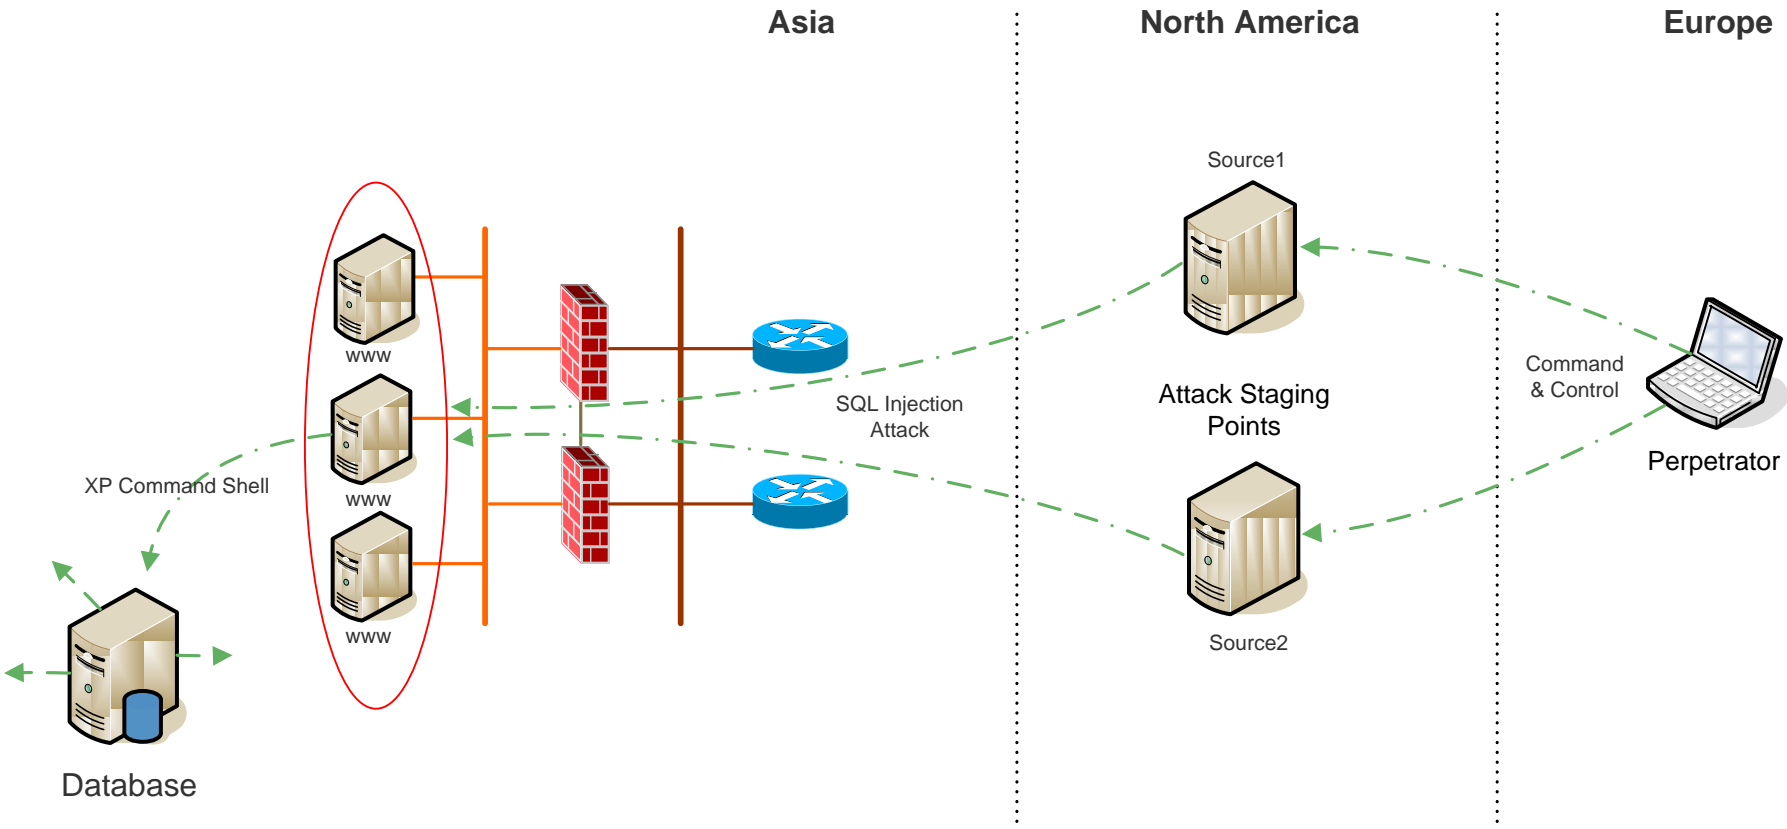 Asia
North America
Europe
Source1
www
Command
& Control
Attack Staging
Points
SQL Injection
Attack
Perpetrator
XP Command Shell
www
www
Source2
Database